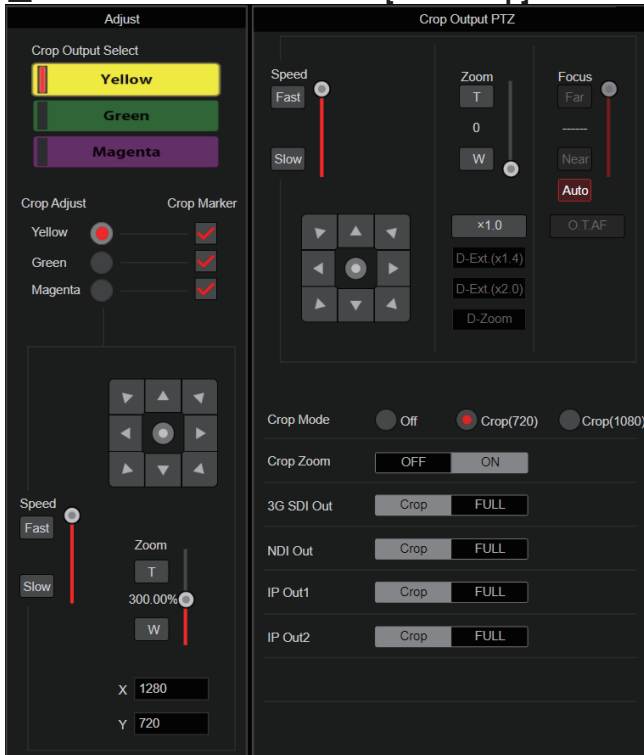 Adjust
Crop Output Select
Yellow
Green
Magenta
Crop Adjust Crop Marker
Yellow
Green
Magenta
Speed
Fast
Slow
Zoom
T
300.00%
W
X 1280
Y 720
Crop Output PTZ
Speed
Fast
Slow
Zoom
T
0
W
Focus
Far
------
Near
Auto
×1.0
O.T.AF
D-Ext.(x1.4)
D-Ext.(x2.0)
D-Zoom
Crop Mode Off Crop(720) Crop(1080)
Crop Zoom OFF ON
3G SDI Out Crop FULL
NDI Out Crop FULL
IP Out1 Crop FULL
IP Out2 Crop FULL